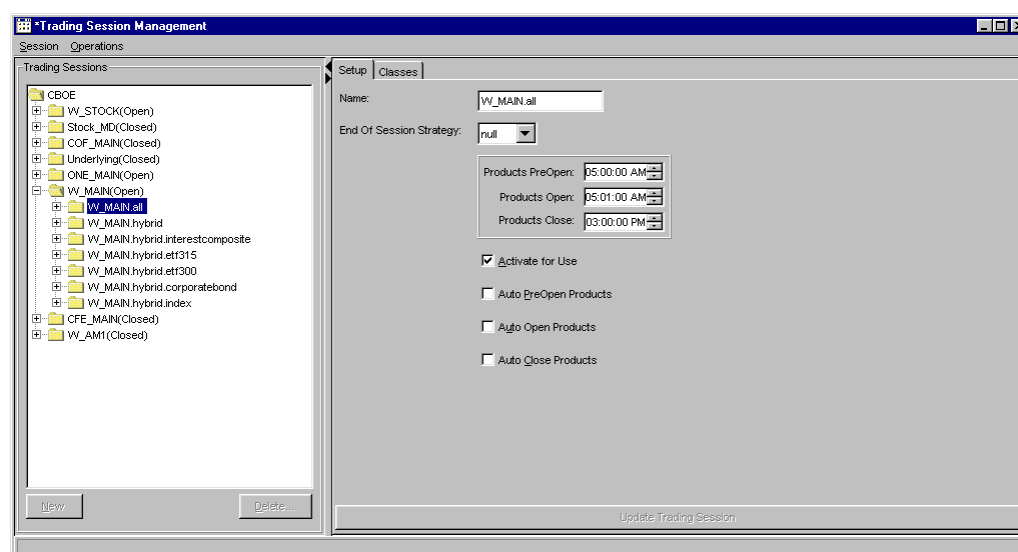 *Trading Session Management
Session Operations
Trading Sessions
CBOE
W_STOCK(Open)
Stock_MD(Closed)
COF_MAIN(Closed)
Underlying(Closed)
ONE_MAIN(Open)
W_MAIN(Open)
W_MAIN.all
W_MAIN.hybrid
W_MAIN.hybrid.interestcomposite
W_MAIN.hybrid.etf315
W_MAIN.hybrid.etf300
W_MAIN.hybrid.corporatebond
W_MAIN.hybrid.index
CFE_MAIN(Closed)
W_AM1(Closed)
New Delete...
Setup Classes
Name: W_MAIN.all
End Of Session Strategy: null
Products PreOpen: 05:00:00 AM
Products Open: 05:01:00 AM
Products Close: 03:00:00 PM
Activate for Use
Auto PreOpen Products
Auto Open Products
Auto Close Products
Update Trading Session